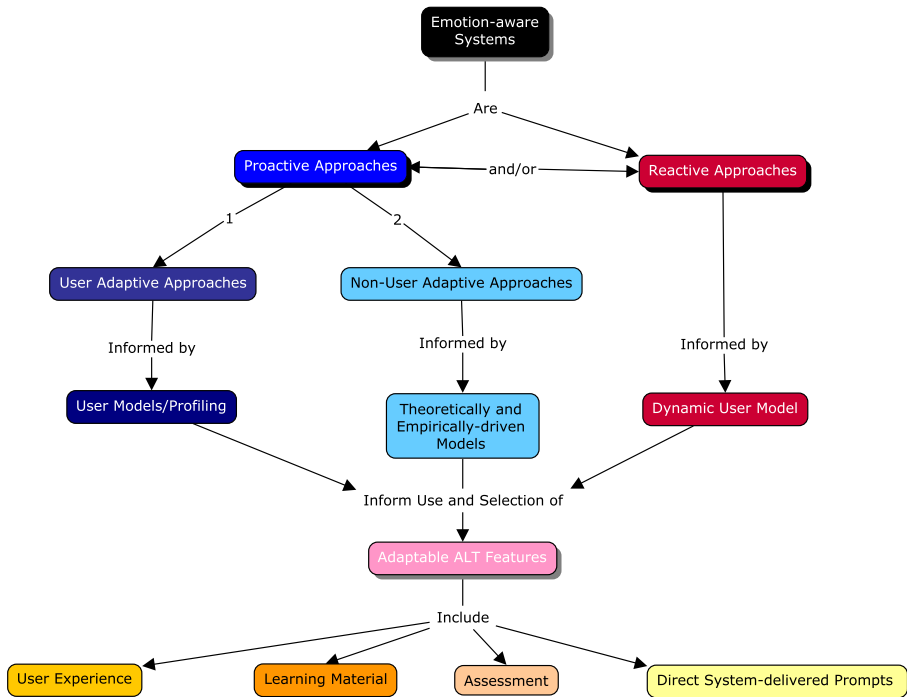 Emotion-aware
Systems
Are
Proactive Approaches
and/or
Reactive Approaches
1
2
User Adaptive Approaches
Non-User Adaptive Approaches
Informed by
Informed by
Informed by
User Models/Profiling
Theoretically and
Empirically-driven
Models
Dynamic User Model
Inform Use and Selection of
Adaptable ALT Features
Include
User Experience
Learning Material
Assessment
Direct System-delivered Prompts